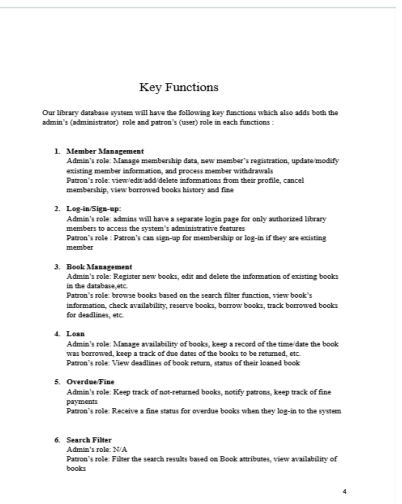 Key Functions
Our library database system will have the following key functions which also adds both the
admin's (administrator) role and patron's (user) role in each functions :
1. Member Management
Admin's role: Manage membership data, new member's registration, update/modify
existing member information, and process member withdrawals
Patron's role: view/edit/add/delete informations from their profile, cancel
membership, view borrowed books history and fine
2. Log-in/Sign-up:
Admin's role: admins will have a separate login page for only authorized library
members to access the system's administrative features
Patron's role : Patron's can sign-up for membership or log-in if they are existing
member
3. Book Management
Admin's role: Register new books, edit and delete the information of existing books
in the database,etc.
Patron's role: browse books based on the search filter function, view book's
information, check availability, reserve books, borrow books, track borrowed books
for deadlines, etc.
4. Loan
Admin's role: Manage availability of books, keep a record of the time/date the book
was borrowed, keep a track of due dates of the books to be returned, etc.
Patron's role: View deadlines of book return, status of their loaned book
5. Overdue/Fine
Admin's role: Keep track of not-returned books, notify patrons, keep track of fine
payments
Patron's role: Receive a fine status for overdue books when they log-in to the system
6. Search Filter
Admin's role: N/A
Patron's role: Filter the search results based on Book attributes, view availability of
books
4